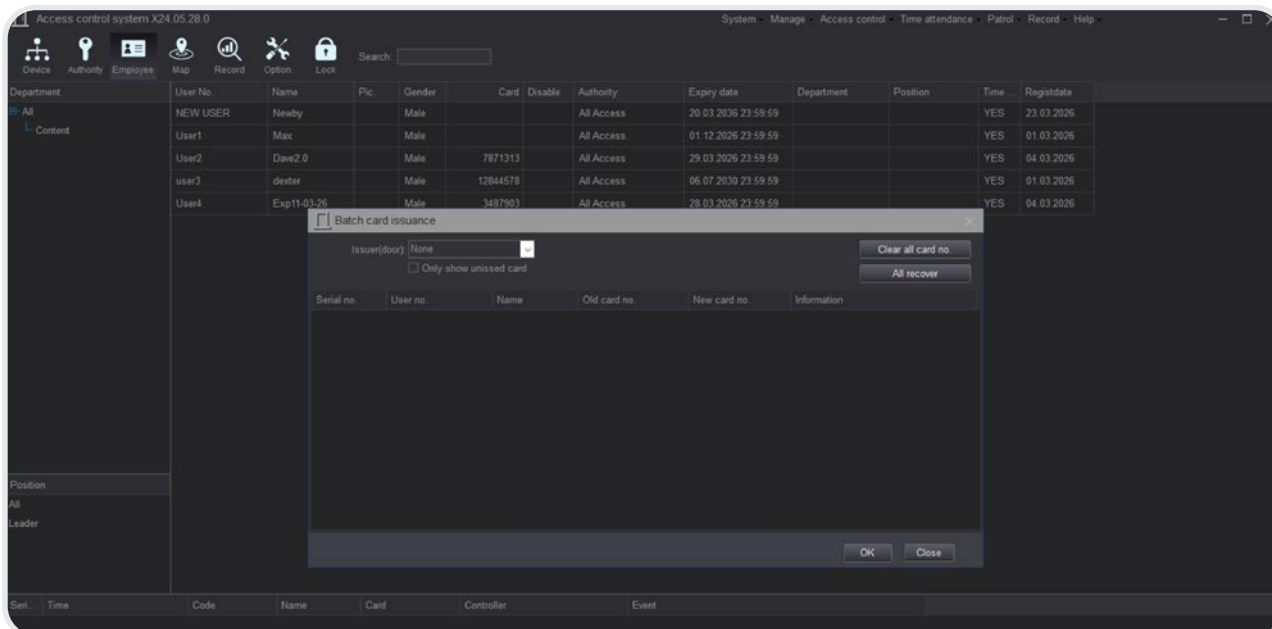 Access control system X24.05.28.0 System Manage Access control Time attendance Patrol Record Help
Device Authority Employee Map Record Option Lock Search:
Department User No. Name Pic. Gender Card Disable Authority Expiry date Department Position Time ... Registdate
All NEW USER Newby Male All Access 20.03.2036 23:59:59 YES 23.03.2026
Content User1 Max Male All Access 01.12.2026 23:59:59 YES 01.03.2026
User2 Dave2.0 Male 7871313 All Access 29.03.2026 23:59:59 YES 04.03.2026
user3 dexter Male 12844578 All Access 06.07.2030 23:59:59 YES 01.03.2026
User4 Exp11-03-26 Male 3487903 All Access 28.03.2026 23:59:59 YES 04.03.2026
Batch card issuance
Issuer(door): None Clear all card no.
Only show unissed card All recover
Serial no. User no. Name Old card no. New card no. Information
Position
All
Leader
OK Close
Seri... Time Code Name Card Controller Event